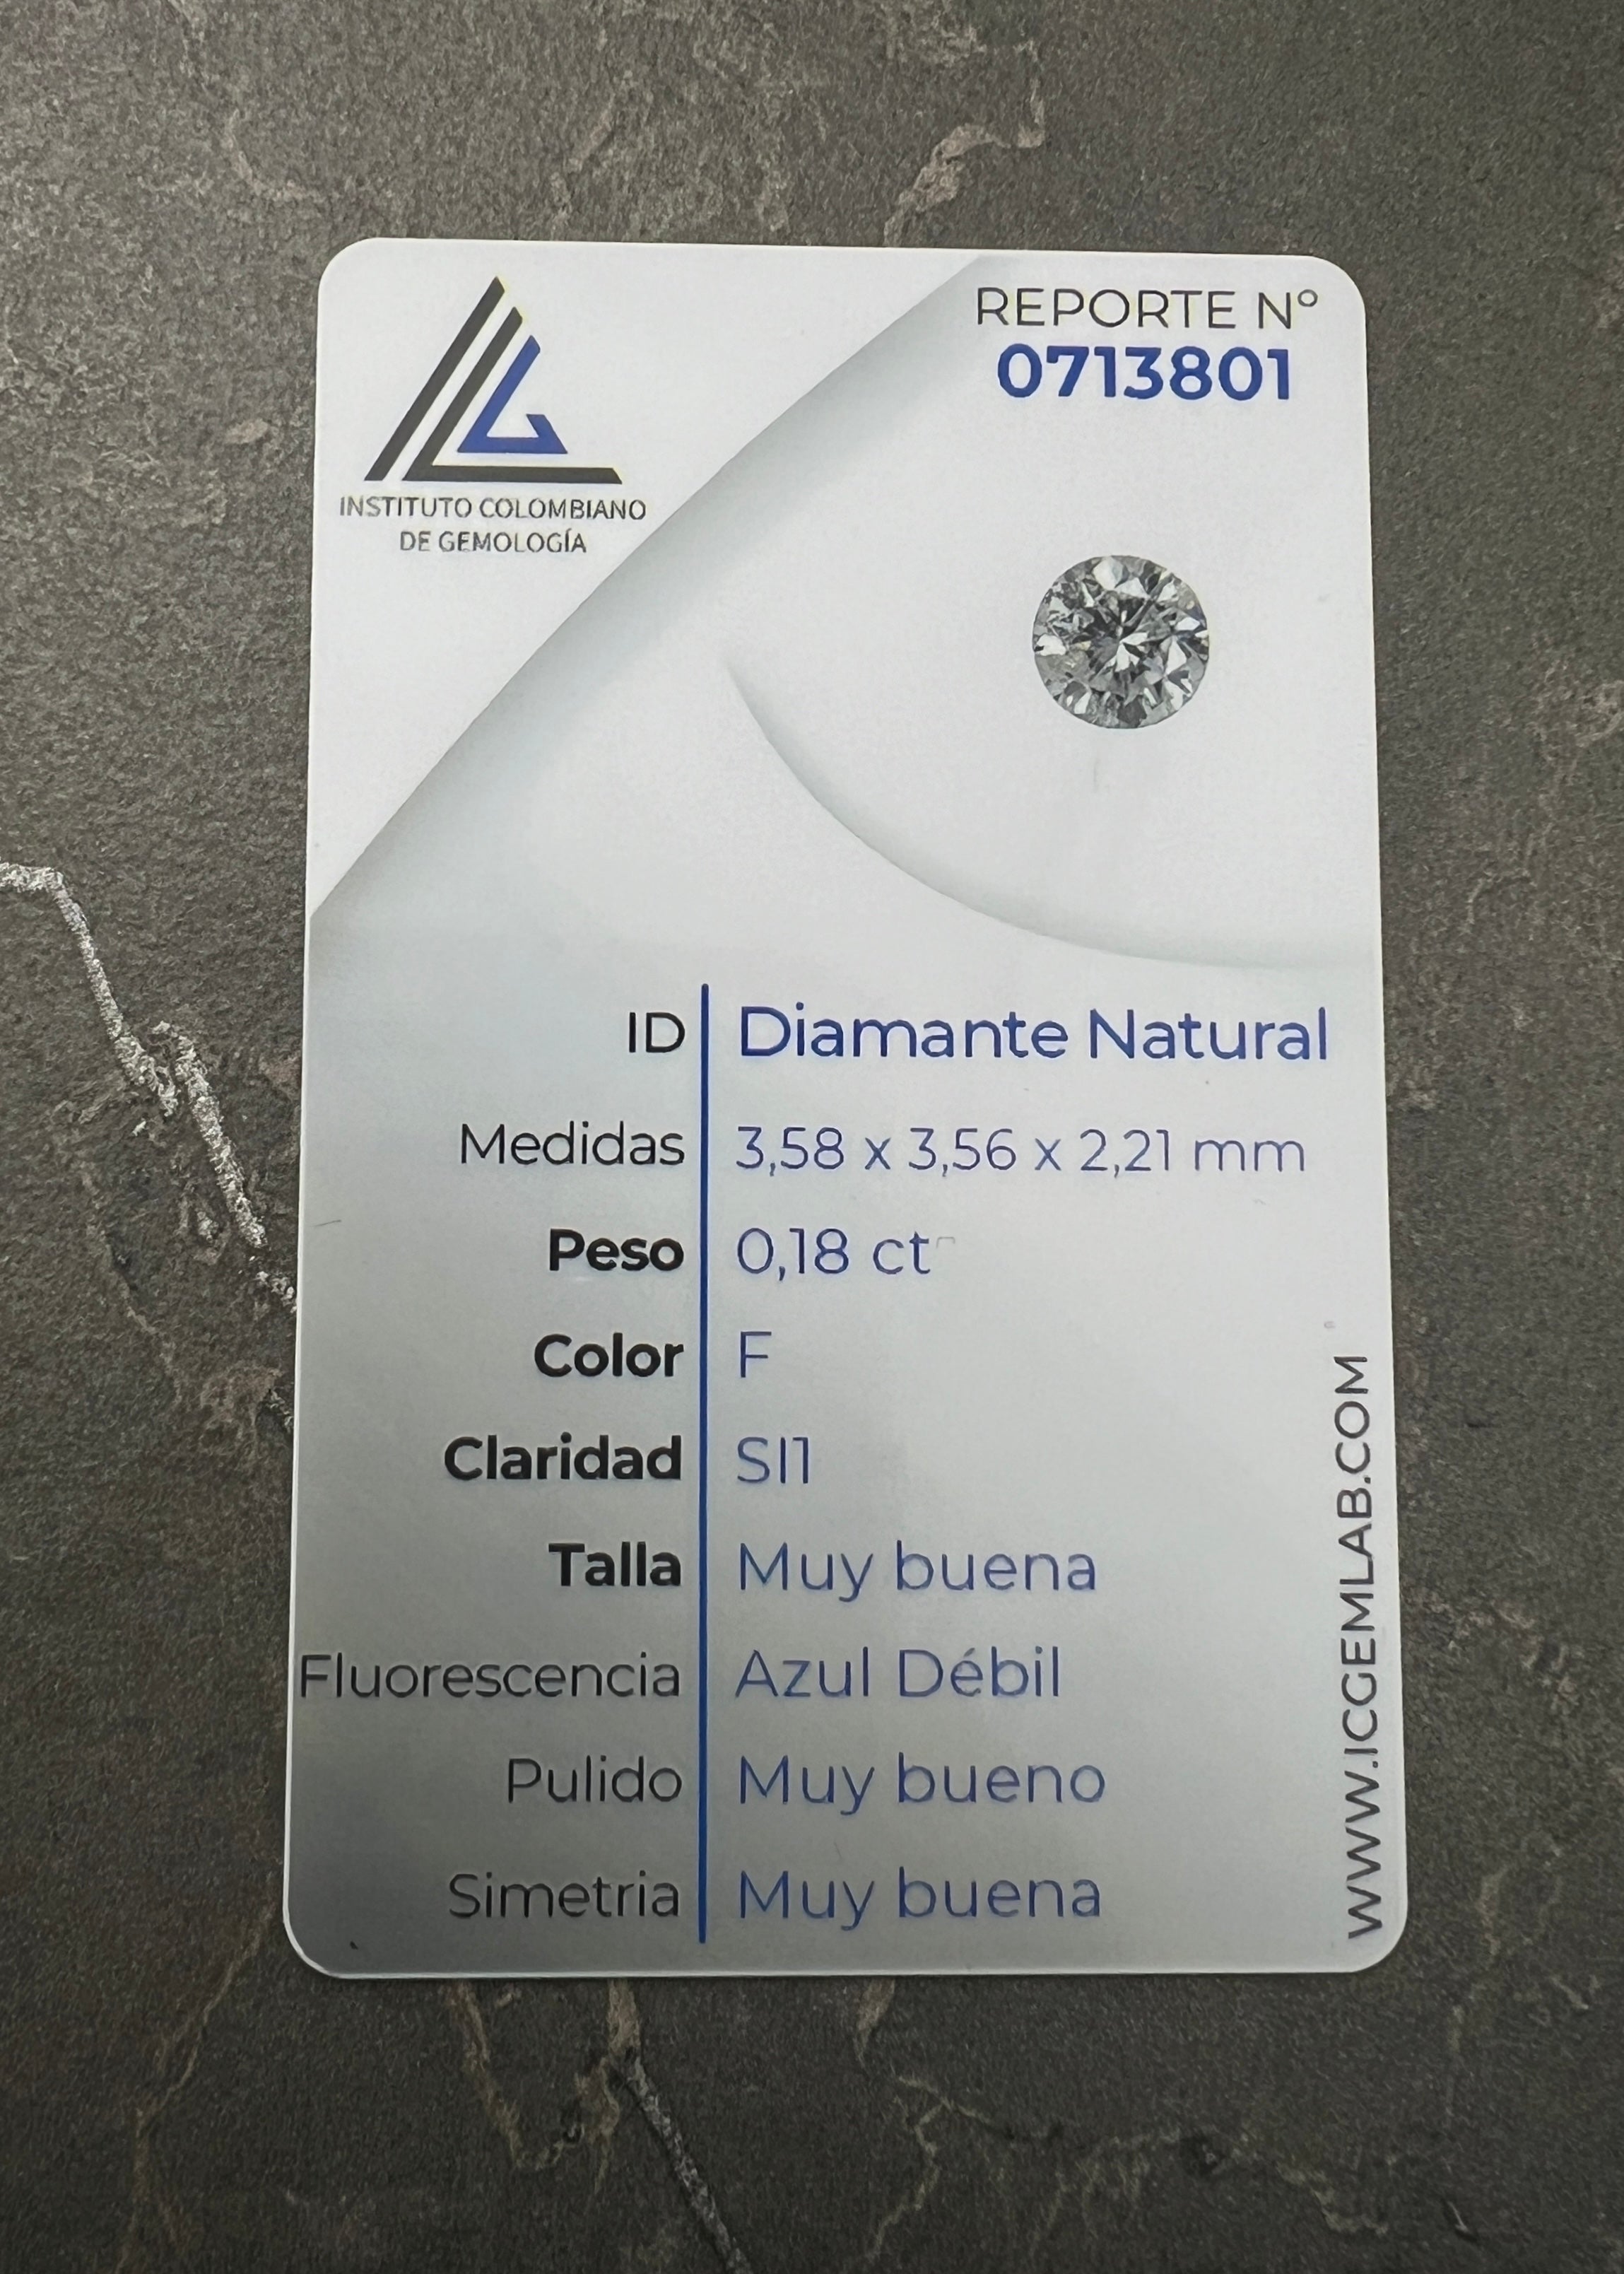 INSTITUTO COLOMBIANO
DE GEMOLOGÍA
REPORTE Nº
0713801
ID Diamante Natural
Medidas 3,58 x 3,56 x 2,21 mm
Peso 0,18 ct
Color F
Claridad SI1
Talla Muy buena
Fluorescencia Azul Débil
Pulido Muy bueno
Simetria Muy buena
WWW.ICGEMLAB.COM